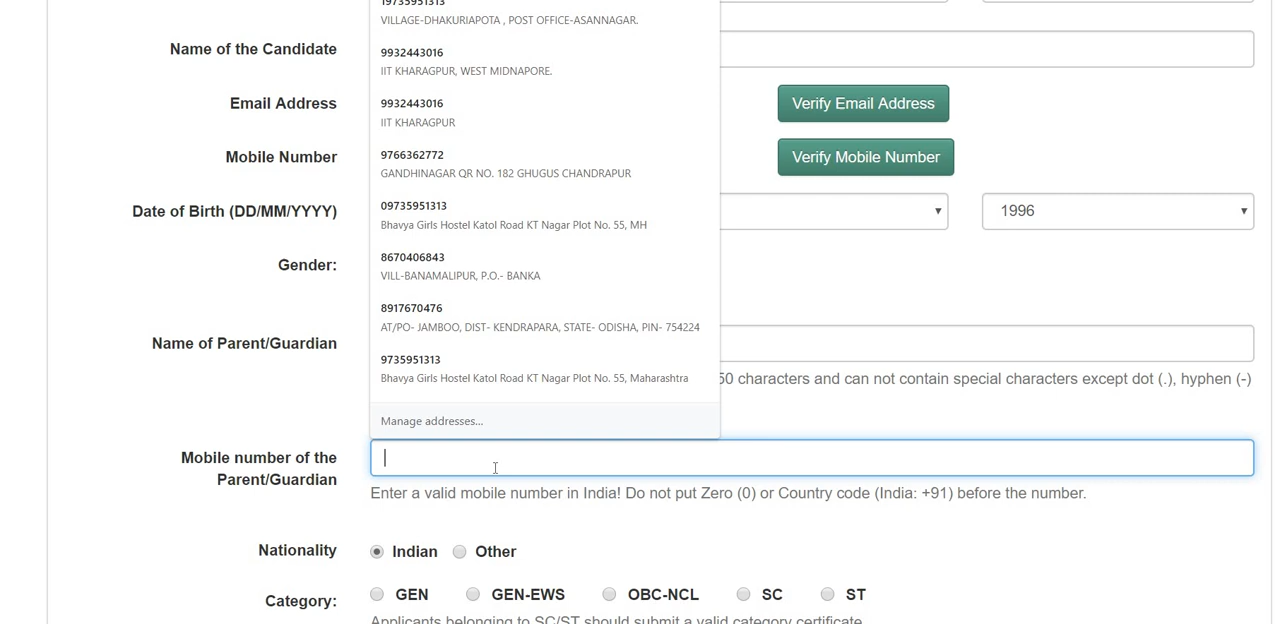 19735951313
VILLAGE-DHAKURIAPOTA , POST OFFICE-ASANNAGAR.
Name of the Candidate
9932443016
IIT KHARAGPUR, WEST MIDNAPORE.
Email Address
9932443016
IIT KHARAGPUR
Verify Email Address
Mobile Number
9766362772
GANDHINAGAR QR NO. 182 GHUGUS CHANDRAPUR
Verify Mobile Number
Date of Birth (DD/MM/YYYY)
09735951313
Bhavya Girls Hostel Katol Road KT Nagar Plot No. 55, MH
1996
Gender:
8670406843
VILL-BANAMALIPUR, P.O.- BANKA
8917670476
AT/PO- JAMBOO, DIST- KENDRAPARA, STATE- ODISHA, PIN- 754224
Name of Parent/Guardian
9735951313
Bhavya Girls Hostel Katol Road KT Nagar Plot No. 55, Maharashtra
50 characters and can not contain special characters except dot (.), hyphen (-)
Manage addresses...
Mobile number of the
Parent/Guardian
Enter a valid mobile number in India! Do not put Zero (0) or Country code (India: +91) before the number.
Nationality
Indian Other
Category:
GEN GEN-EWS OBC-NCL SC ST
Applicants belonging to SC/ST should submit a valid category certificate